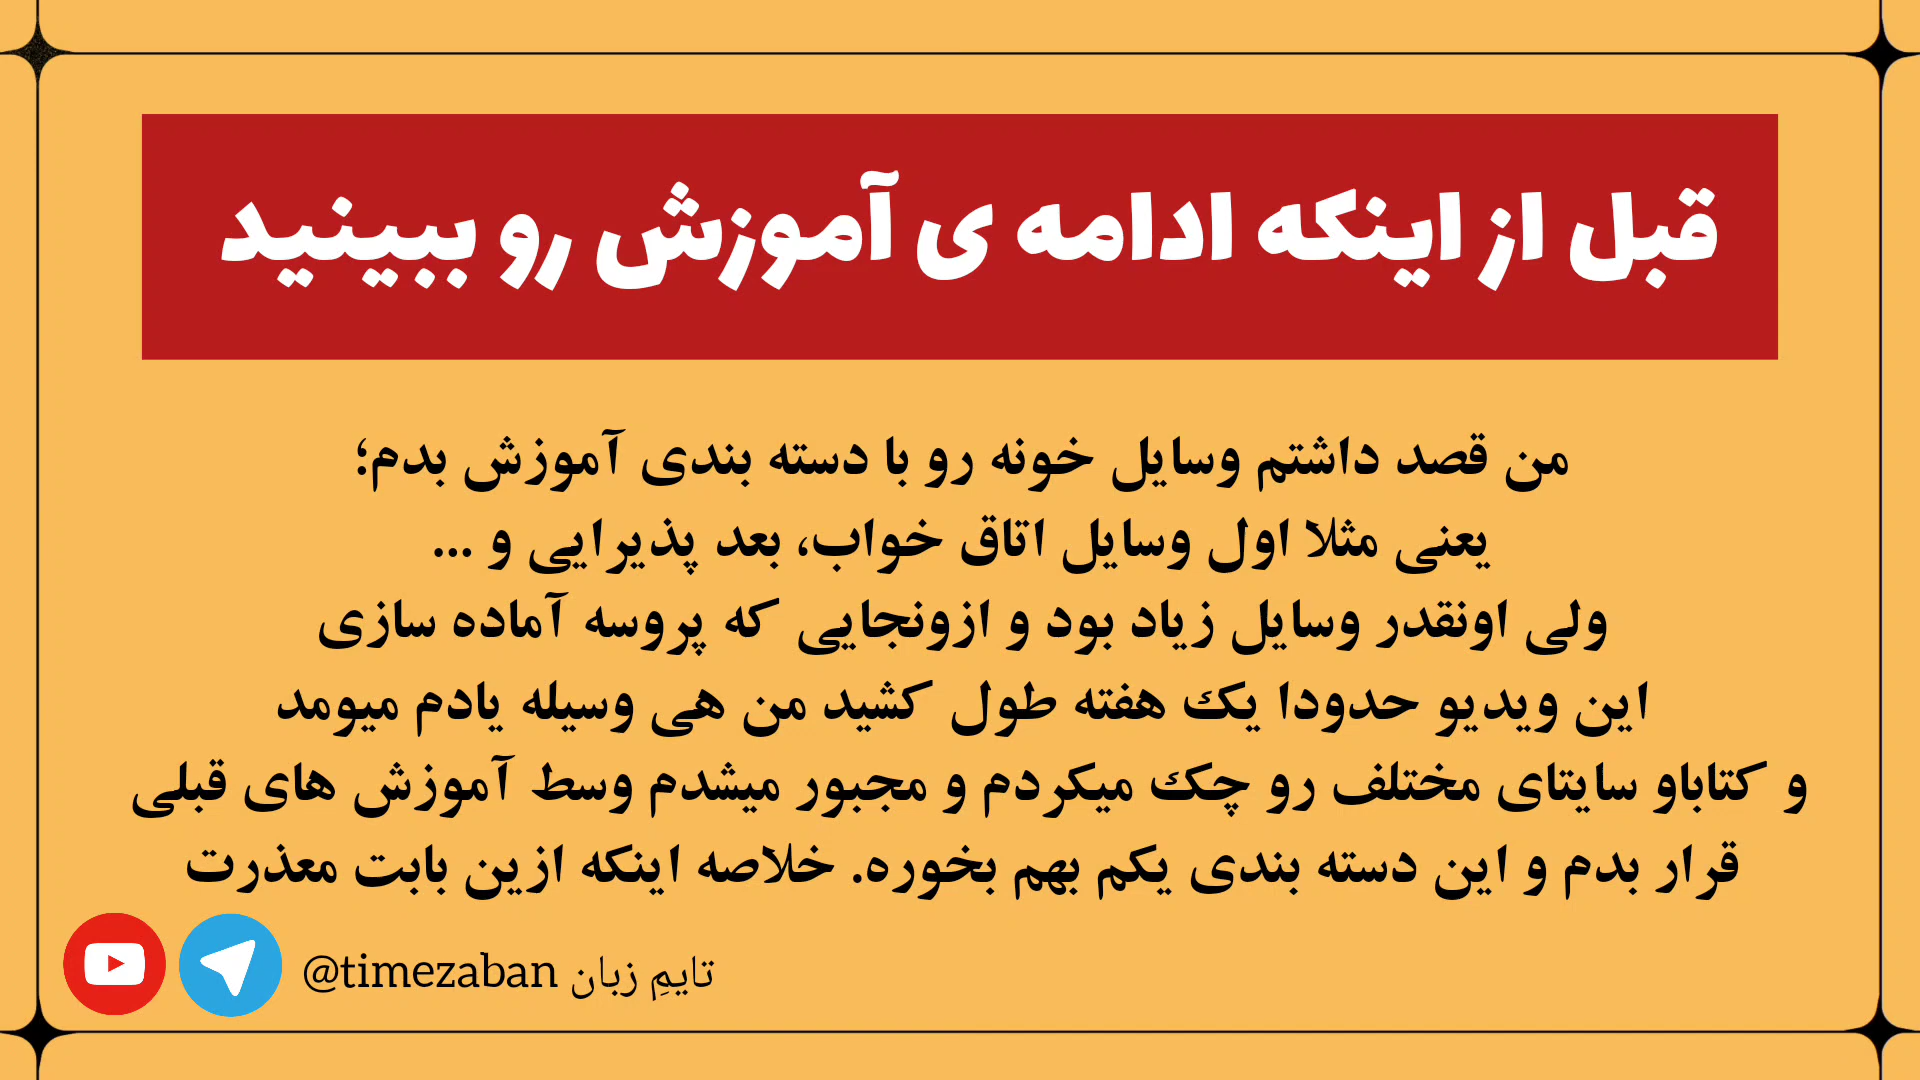 قبل از اینکه ادامه ی آموزش رو ببینید
من قصد داشتم وسایل خونه رو با دسته بندی آموزش بدم؛
یعنی مثلا اول وسایل اتاق خواب، بعد پذیرایی و ...
ولی اونقدر وسایل زیاد بود و ازونجایی که پروسه آماده سازی
این ویدیو حدودا یک هفته طول کشید من هی وسیله یادم میومد
و کتاباو سایتای مختلف رو چک میکردم و مجبور میشدم وسط آموزش های قبلی
قرار بدم و این دسته بندی یکم بهم بخوره. خلاصه اینکه ازین بابت معذرت
تایمِ زبان @timezaban